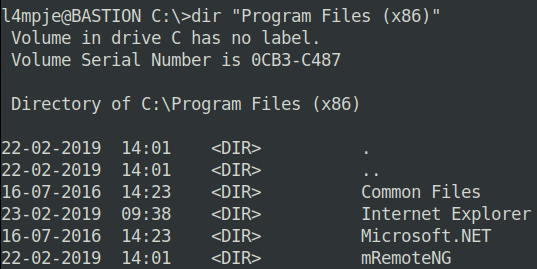 l4mpje@BASTION C:\>dir "Program Files (x86)"
 Volume in drive C has no label.
 Volume Serial Number is 0CB3-C487

 Directory of C:\Program Files (x86)

22-02-2019  14:01    <DIR>          .
22-02-2019  14:01    <DIR>          ..
16-07-2016  14:23    <DIR>          Common Files
23-02-2019  09:38    <DIR>          Internet Explorer
16-07-2016  14:23    <DIR>          Microsoft.NET
22-02-2019  14:01    <DIR>          mRemoteNG